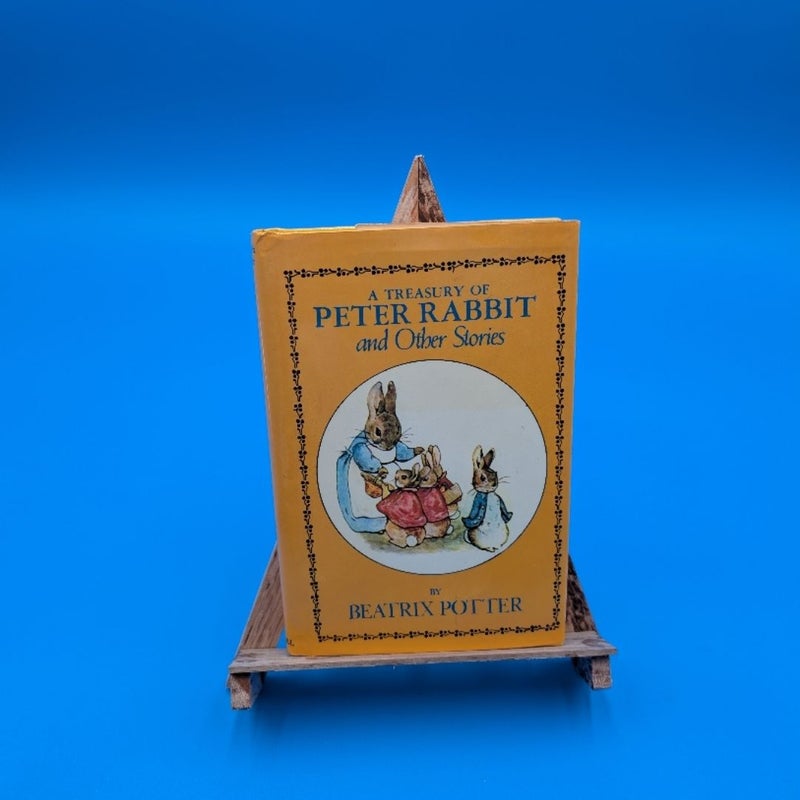 A TREASURY OF
PETER RABBIT
and Other Stories
BY
BEATRIX POTTER